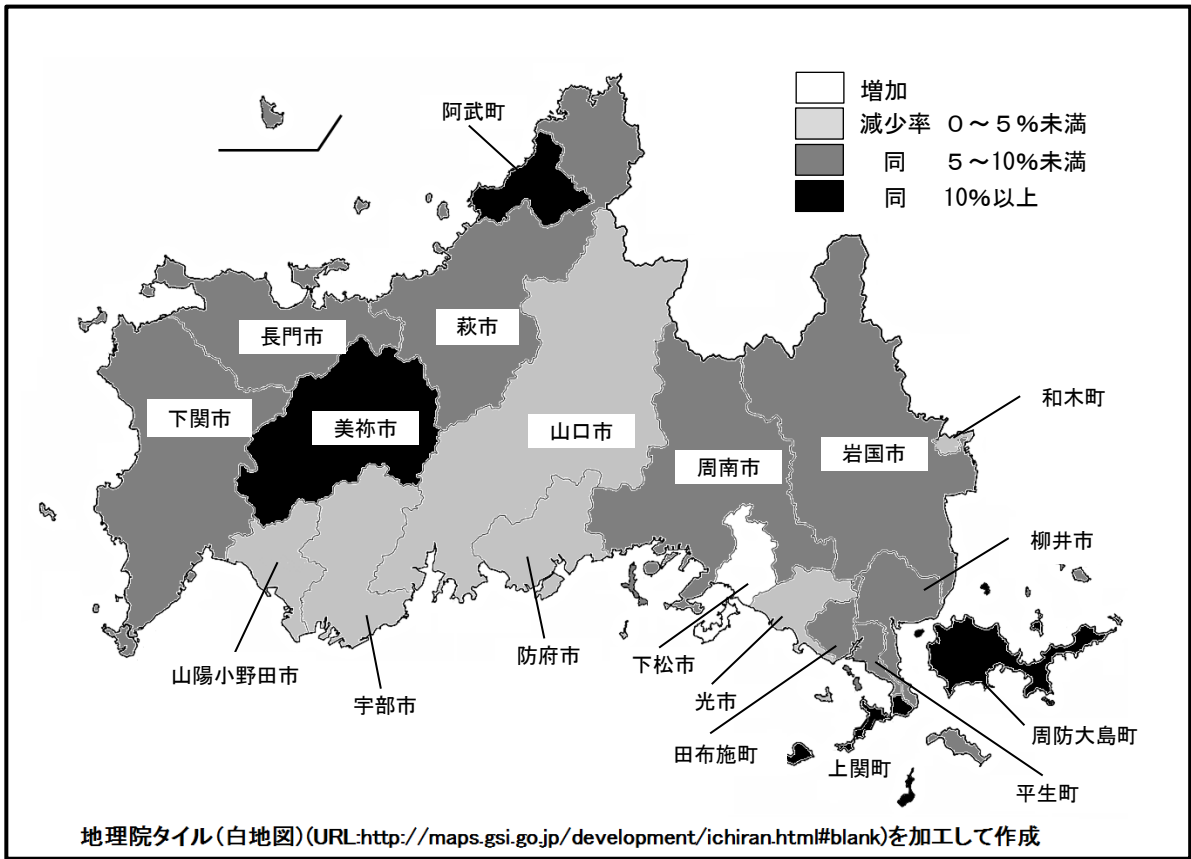 増加
減少率 0~5%未満
同 5~10%未満
同 10%以上
阿武町
長門市
萩市
下関市
美祢市
山口市
周南市
岩国市
和木町
柳井市
山陽小野田市
宇部市
防府市
下松市
光市
田布施町
上関町
周防大島町
平生町
地理院タイル(白地図)(URL:http://maps.gsi.go.jp/development/ichiran.html#blank)を加工して作成